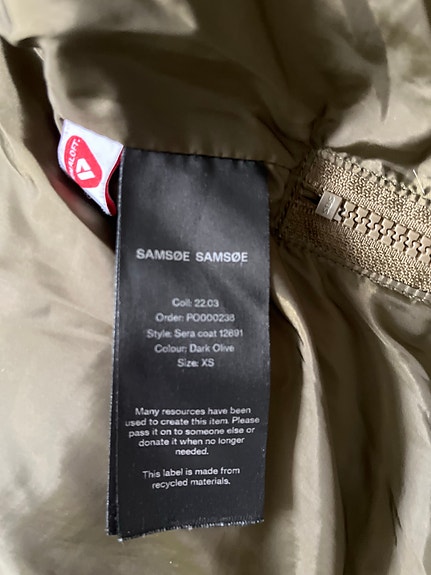 SAMSØE SAMSØE
Coll: 22.03
Order: PO000238
Style: Sera coat 12891
Colour: Dark Olive
Size: XS
Many resources have been
used to create this item. Please
pass it on to someone else or
donate it when no longer
needed.
This label is made from
recycled materials.